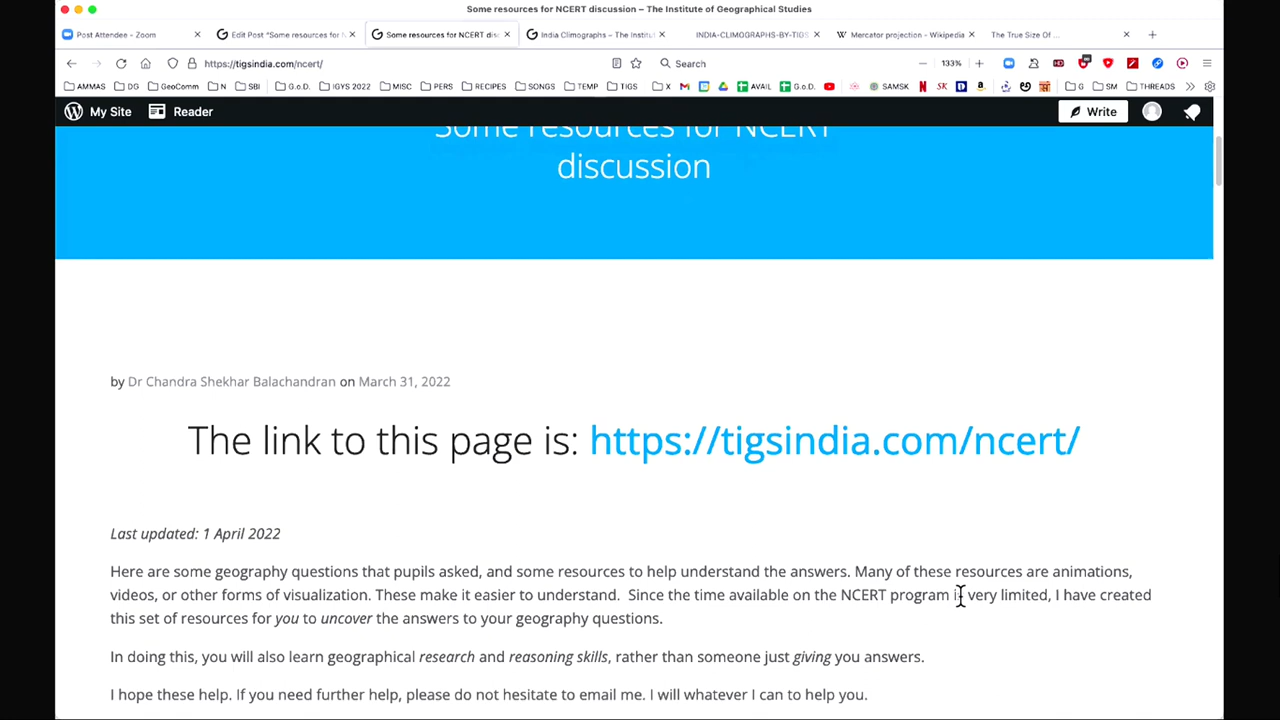 Some resources for NCERT discussion – The Institute of Geographical Studies
Post Attendee - Zoom
Edit Post "Some resources for N
Some resources for NCERT disc
India Climographs – The Institut
INDIA-CLIMOGRAPHS-BY-TIGS
Mercator projection - Wikipedia
The True Size Of ...
https://tigsindia.com/ncert/
Search
133%
AMMAS DG GeoComm N SBI G.o.D. IGYS 2022 MISC PERS RECIPES SONGS TEMP TIGS X AVAIL G.o.D. SAMSK G SM THREADS
My Site
Reader
Write
Some resources for NCERT
discussion
by Dr Chandra Shekhar Balachandran on March 31, 2022
The link to this page is: https://tigsindia.com/ncert/
Last updated: 1 April 2022
Here are some geography questions that pupils asked, and some resources to help understand the answers. Many of these resources are animations,
videos, or other forms of visualization. These make it easier to understand.  Since the time available on the NCERT program is very limited, I have created
this set of resources for you to uncover the answers to your geography questions.
In doing this, you will also learn geographical research and reasoning skills, rather than someone just giving you answers.
I hope these help. If you need further help, please do not hesitate to email me. I will whatever I can to help you.